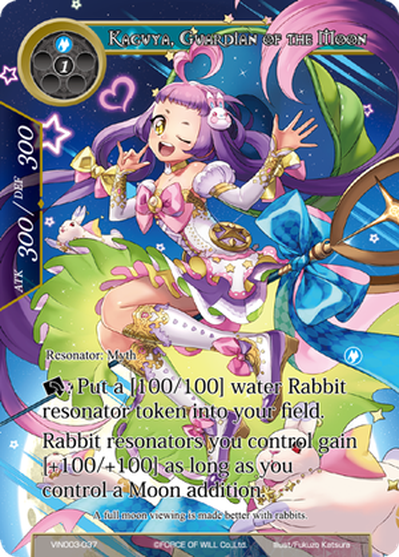 Kaguya, Guardian of the Moon
1
ATK 300 / DEF 300
Resonator: Myth
: Put a [100/100] water Rabbit
resonator token into your field.
Rabbit resonators you control gain
[+100/+100] as long as you
control a Moon addition.
A full moon viewing is made better with rabbits.
VIN003-037
©FORCE OF WILL Co.,Ltd.
Illust/Fukuro Katsura